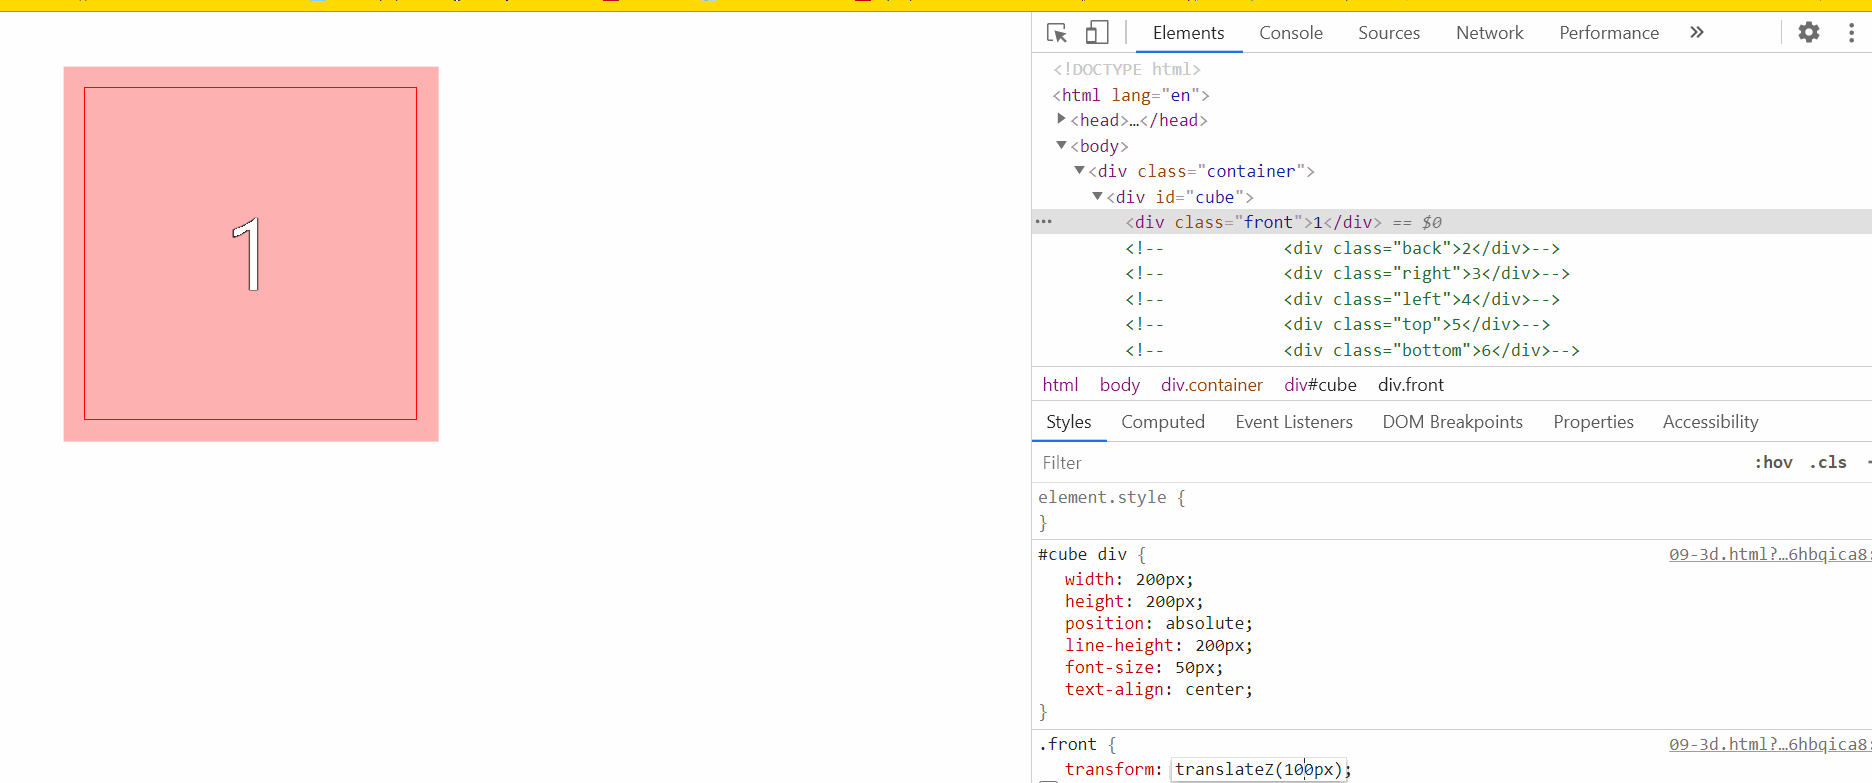 1
Elements Console Sources Network Performance »
<!DOCTYPE html>
<html lang="en">
<head>…</head>
<body>
<div class="container">
<div id="cube">
… <div class="front">1</div> == $0
<!-- <div class="back">2</div>-->
<!-- <div class="right">3</div>-->
<!-- <div class="left">4</div>-->
<!-- <div class="top">5</div>-->
<!-- <div class="bottom">6</div>-->
html body div.container div#cube div.front
Styles Computed Event Listeners DOM Breakpoints Properties Accessibility
Filter :hov .cls
element.style {
}
#cube div { 09-3d.html?…6hbqica8:
width: 200px;
height: 200px;
position: absolute;
line-height: 200px;
font-size: 50px;
text-align: center;
}
.front { 09-3d.html?…6hbqica8:
transform: translateZ(100px);